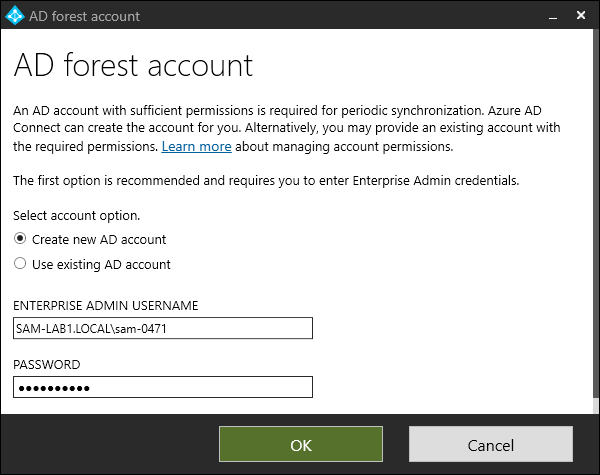 AD forest account
AD forest account
An AD account with sufficient permissions is required for periodic synchronization. Azure AD
Connect can create the account for you. Alternatively, you may provide an existing account with
the required permissions. Learn more about managing account permissions.
The first option is recommended and requires you to enter Enterprise Admin credentials.
Select account option.
Create new AD account
Use existing AD account
ENTERPRISE ADMIN USERNAME
SAM-LAB1.LOCAL\sam-0471
PASSWORD
●●●●●●●●●●
OK
Cancel